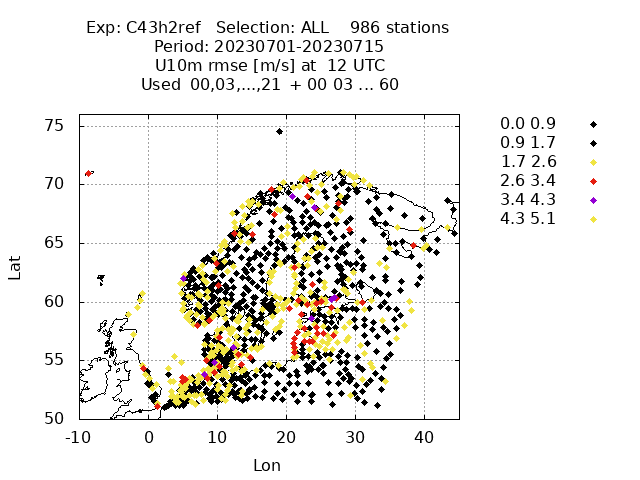 Exp: C43h2ref   Selection: ALL    986 stations
Period: 20230701-20230715
U10m rmse [m/s] at  12 UTC
Used  00,03,...,21  + 00 03 ... 60
75
70
65
60
55
50
Lat
-10 0 10 20 30 40
Lon
0.0 0.9
0.9 1.7
1.7 2.6
2.6 3.4
3.4 4.3
4.3 5.1